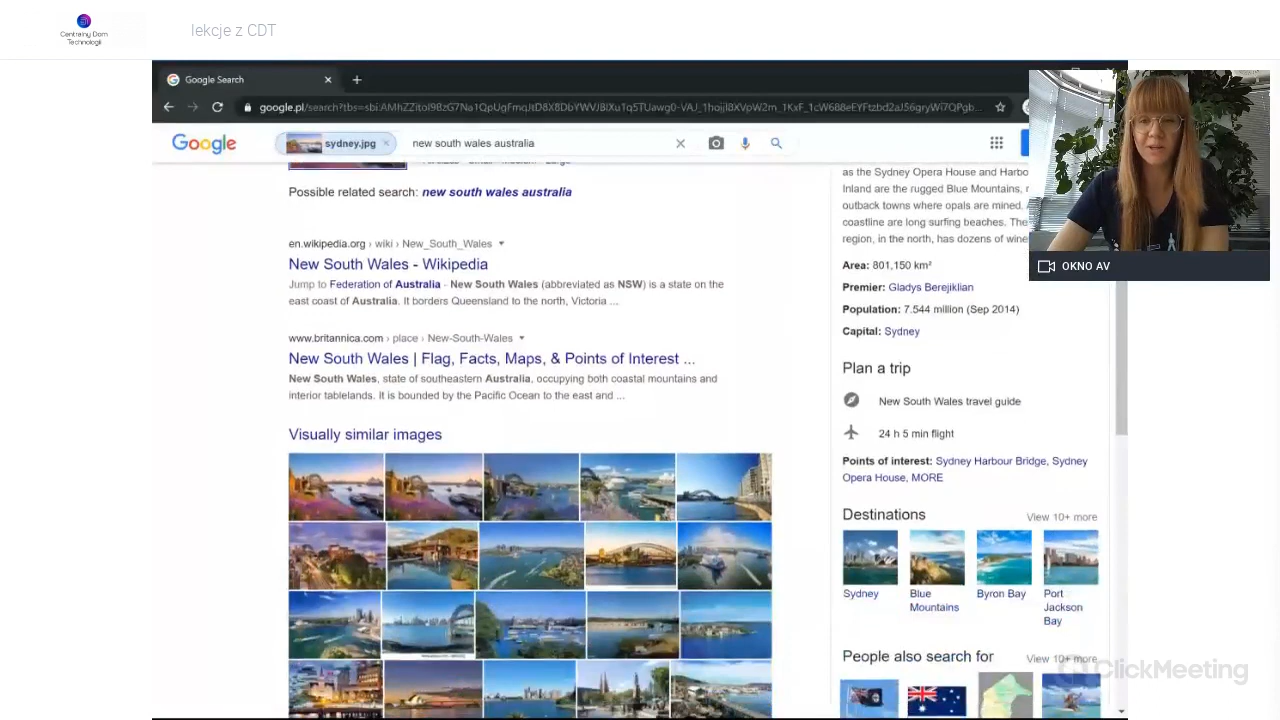 Centralny Dom
Technologii
lekcje z CDT
Google Search
Google
sydney.jpg
new south wales australia
Possible related search: new south wales australia
en.wikipedia.org › wiki › New_South_Wales
New South Wales - Wikipedia
Jump to Federation of Australia - New South Wales (abbreviated as NSW) is a state on the
east coast of Australia. It borders Queensland to the north, Victoria ...
www.britannica.com › place › New-South-Wales
New South Wales | Flag, Facts, Maps, & Points of Interest ...
New South Wales, state of southeastern Australia, occupying both coastal mountains and
interior tablelands. It is bounded by the Pacific Ocean to the east and ...
Visually similar images
as the Sydney Opera House and Harbo
Inland are the rugged Blue Mountains,
outback towns where opals are mined.
coastline are long surfing beaches. The
region, in the north, has dozens of wine
Area: 801,150 km²
Premier: Gladys Berejiklian
Population: 7.544 million (Sep 2014)
Capital: Sydney
Plan a trip
New South Wales travel guide
24 h 5 min flight
Points of interest: Sydney Harbour Bridge, Sydney
Opera House, MORE
Destinations
View 10+ more
Sydney
Blue
Mountains
Byron Bay
Port
Jackson
Bay
People also search for
View 10+ more
OKNO AV
ClickMeeting